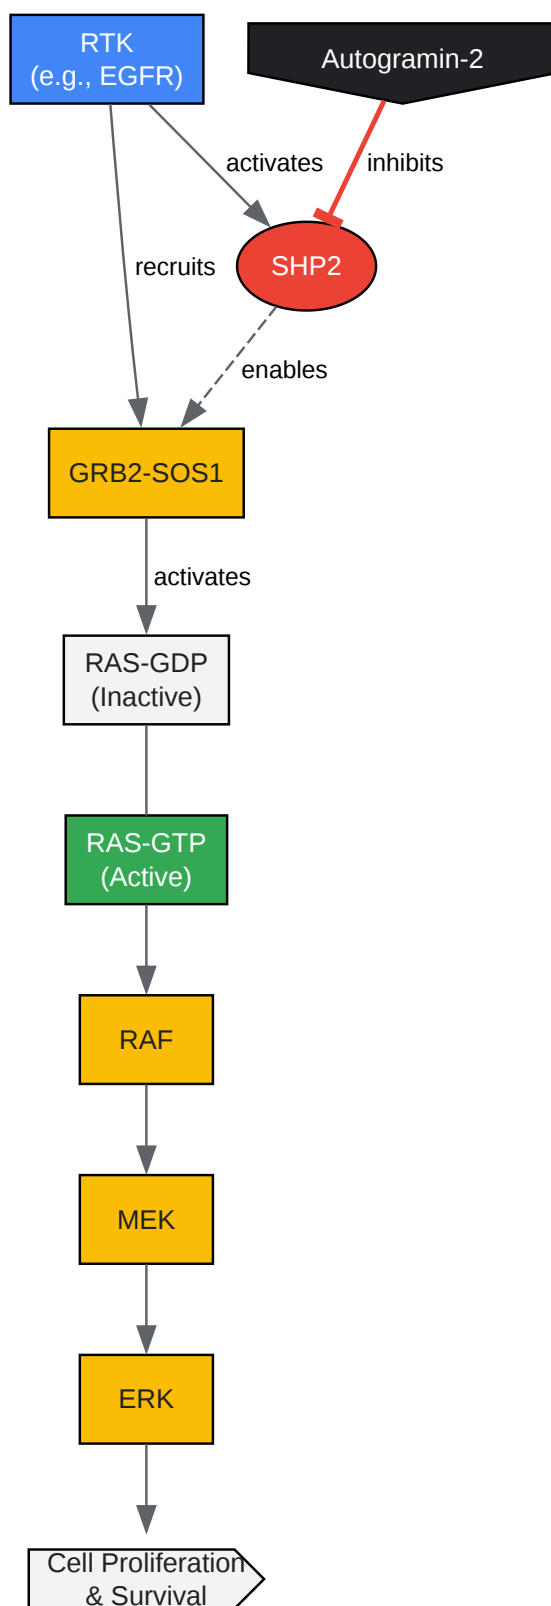 RTK
(e.g., EGFR)
Autogramin-2
activates
inhibits
recruits
SHP2
enables
GRB2-SOS1
activates
RAS-GDP
(Inactive)
RAS-GTP
(Active)
RAF
MEK
ERK
Cell Proliferation
& Survival